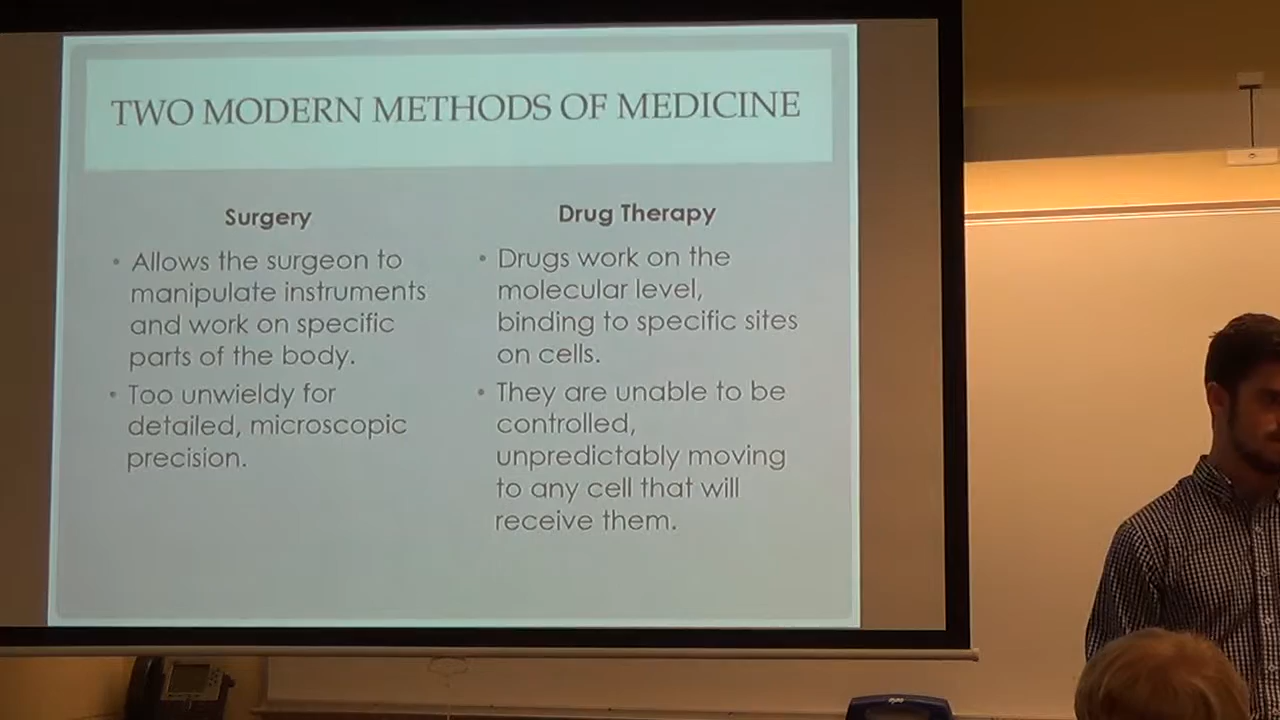 TWO MODERN METHODS OF MEDICINE
Surgery
• Allows the surgeon to
manipulate instruments
and work on specific
parts of the body.
• Too unwieldy for
detailed, microscopic
precision.
Drug Therapy
• Drugs work on the
molecular level,
binding to specific sites
on cells.
• They are unable to be
controlled,
unpredictably moving
to any cell that will
receive them.